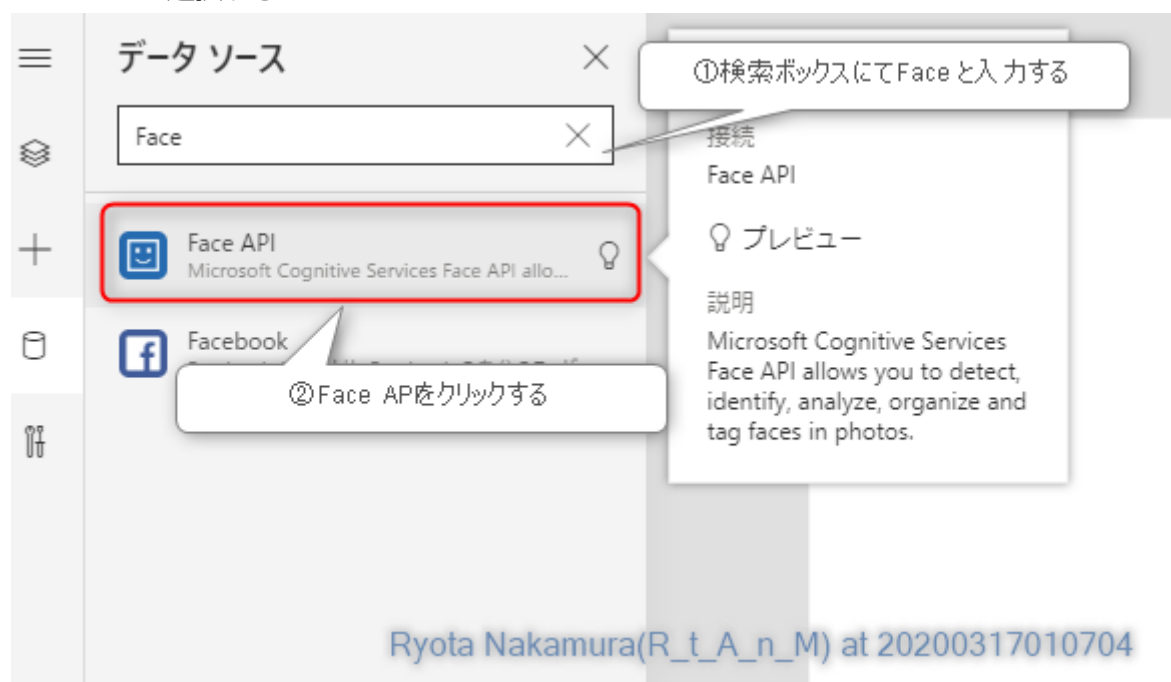 データ ソース
①検索ボックスにてFaceと入力する
Face
接続
Face API
プレビュー
Face API
Microsoft Cognitive Services Face API allo...
説明
Microsoft Cognitive Services
Face API allows you to detect,
identify, analyze, organize and
tag faces in photos.
Facebook
②Face APをクリックする
Ryota Nakamura(R_t_A_n_M) at 20200317010704